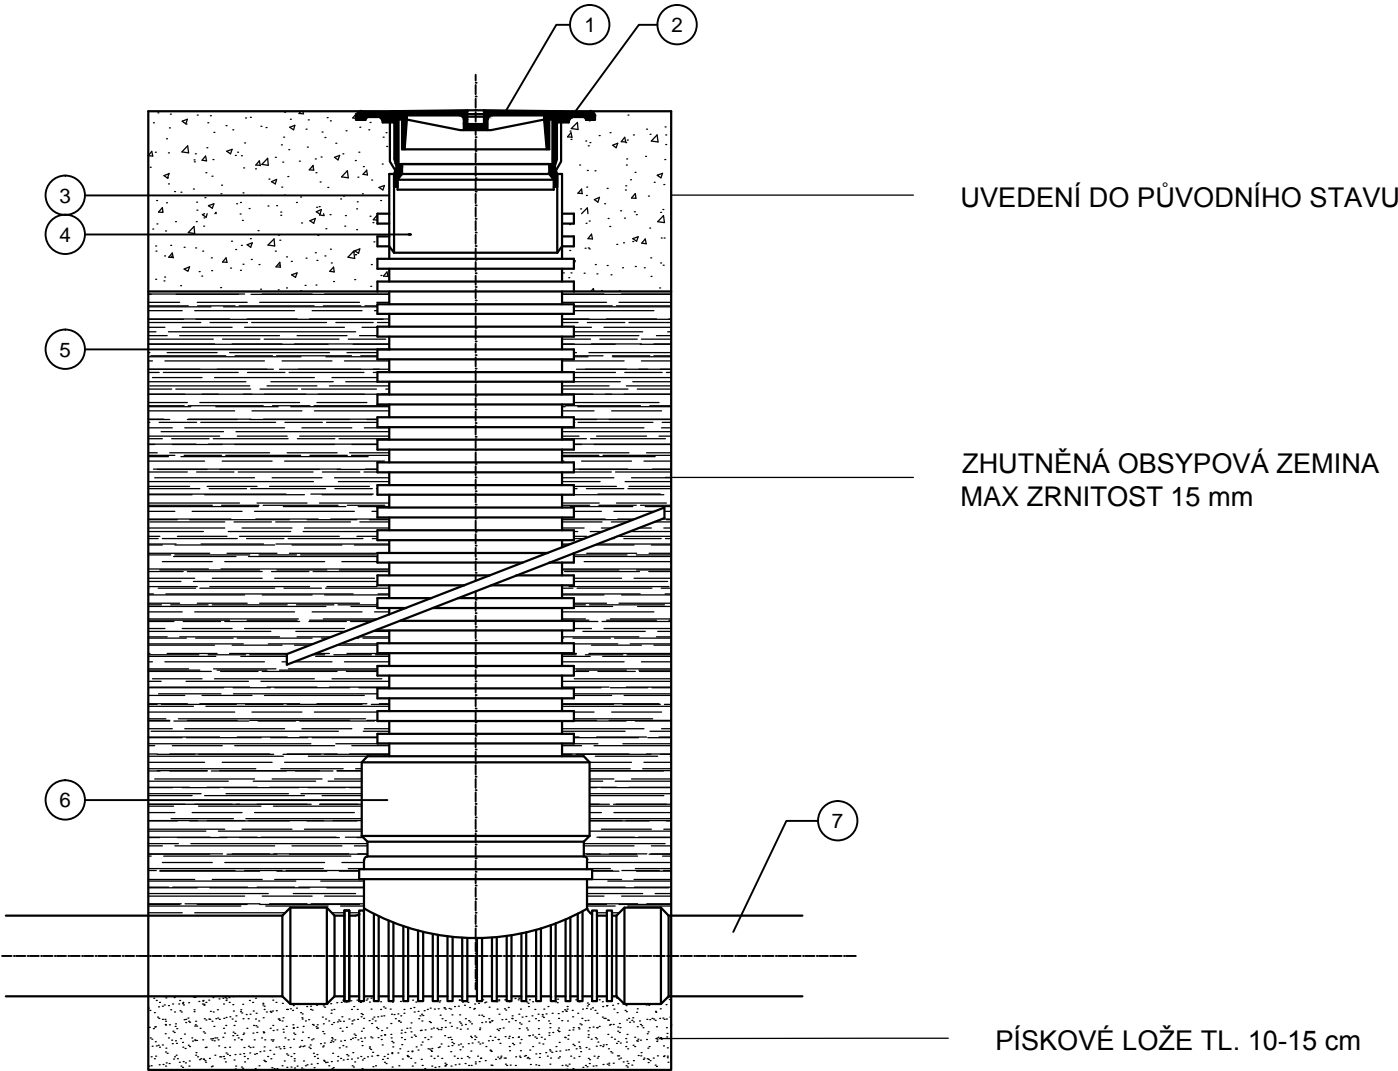 1
2
3
UVEDENÍ DO PŮVODNÍHO STAVU
4
5
ZHUTNĚNÁ OBSYPOVÁ ZEMINA
MAX ZRNITOST 15 mm
6
7
PÍSKOVÉ LOŽE TL. 10-15 cm